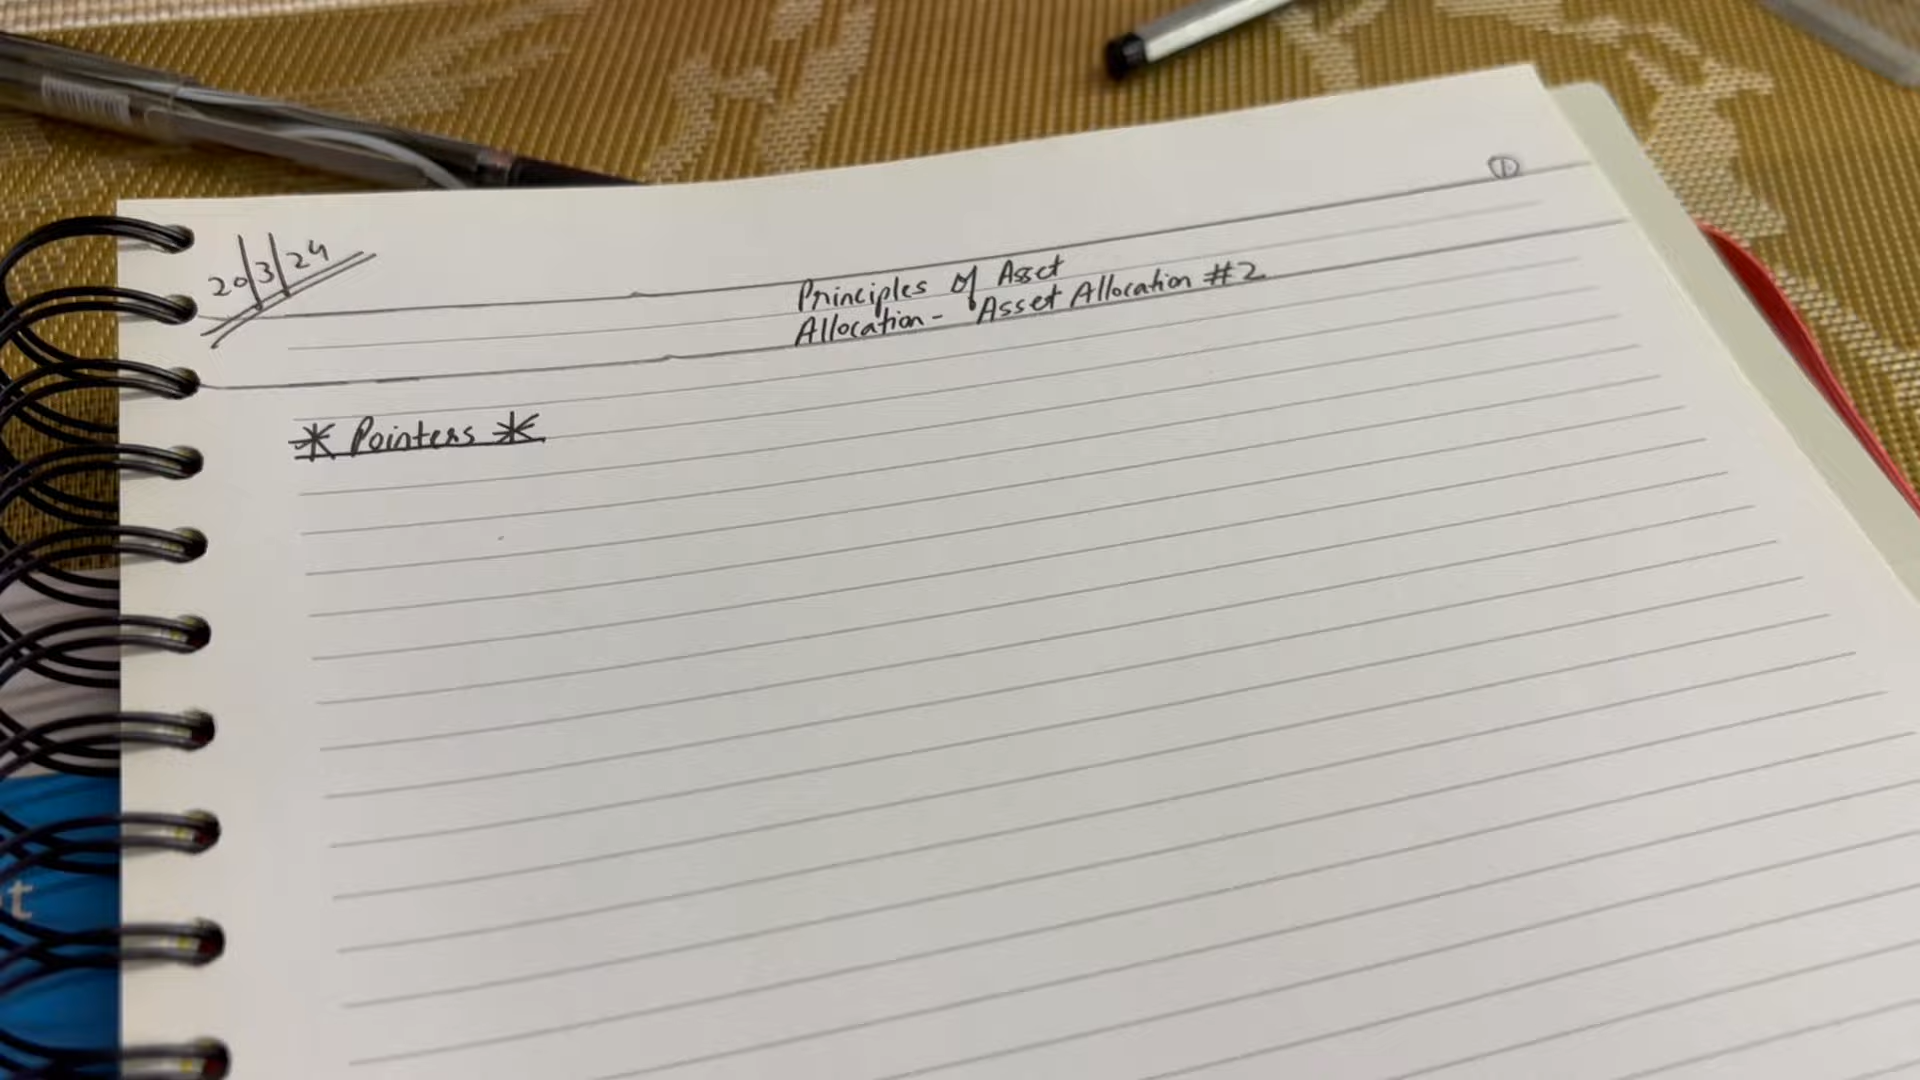 ①
20/3/24
Principles of Asset
Allocation - Asset Allocation #2
* Pointers *
t